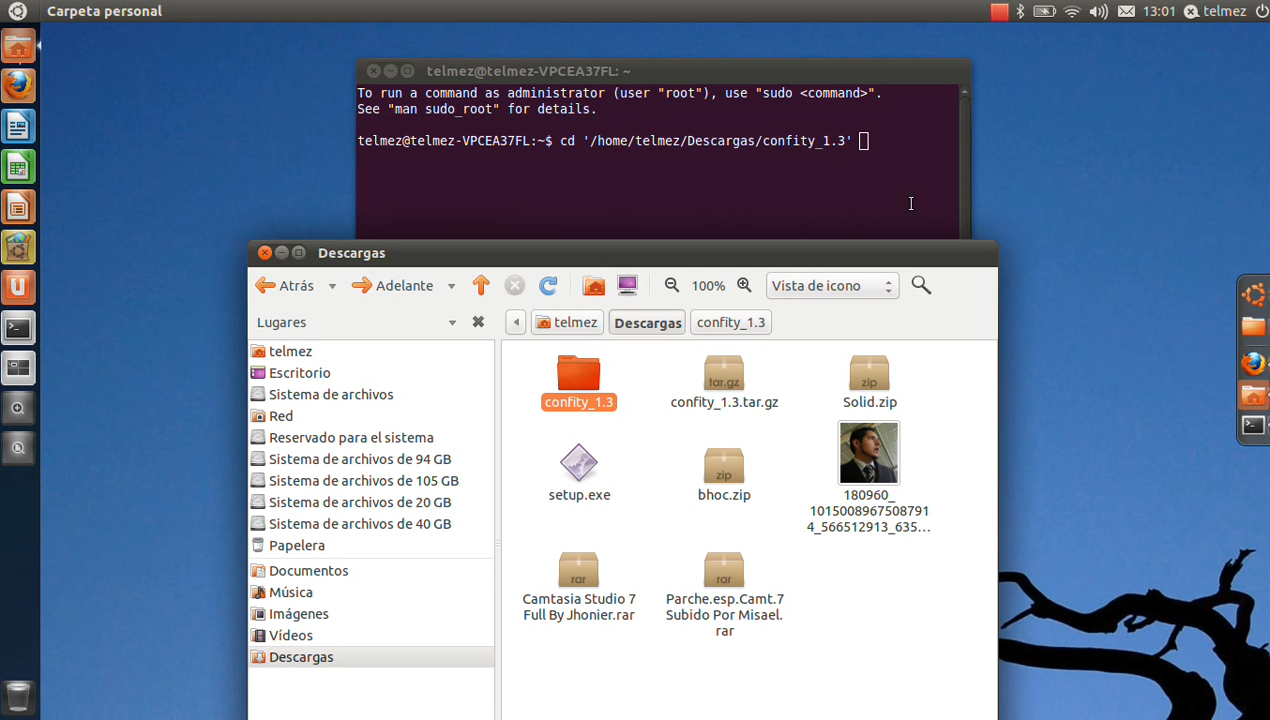 Carpeta personal
13:01 telmez
telmez@telmez-VPCEA37FL: ~
To run a command as administrator (user "root"), use "sudo <command>".
See "man sudo_root" for details.
telmez@telmez-VPCEA37FL:~$ cd '/home/telmez/Descargas/confity_1.3'
Descargas
Atrás Adelante 100% Vista de icono
Lugares telmez Descargas confity_1.3
telmez
Escritorio
Sistema de archivos
Red
Reservado para el sistema
Sistema de archivos de 94 GB
Sistema de archivos de 105 GB
Sistema de archivos de 20 GB
Sistema de archivos de 40 GB
Papelera
Documentos
Música
Imágenes
Vídeos
Descargas
confity_1.3
tar.gz
confity_1.3.tar.gz
zip
Solid.zip
setup.exe
zip
bhoc.zip
180960_
1015008967508791
4_566512913_635...
rar
Camtasia Studio 7
Full By Jhonier.rar
rar
Parche.esp.Camt.7
Subido Por Misael.
rar